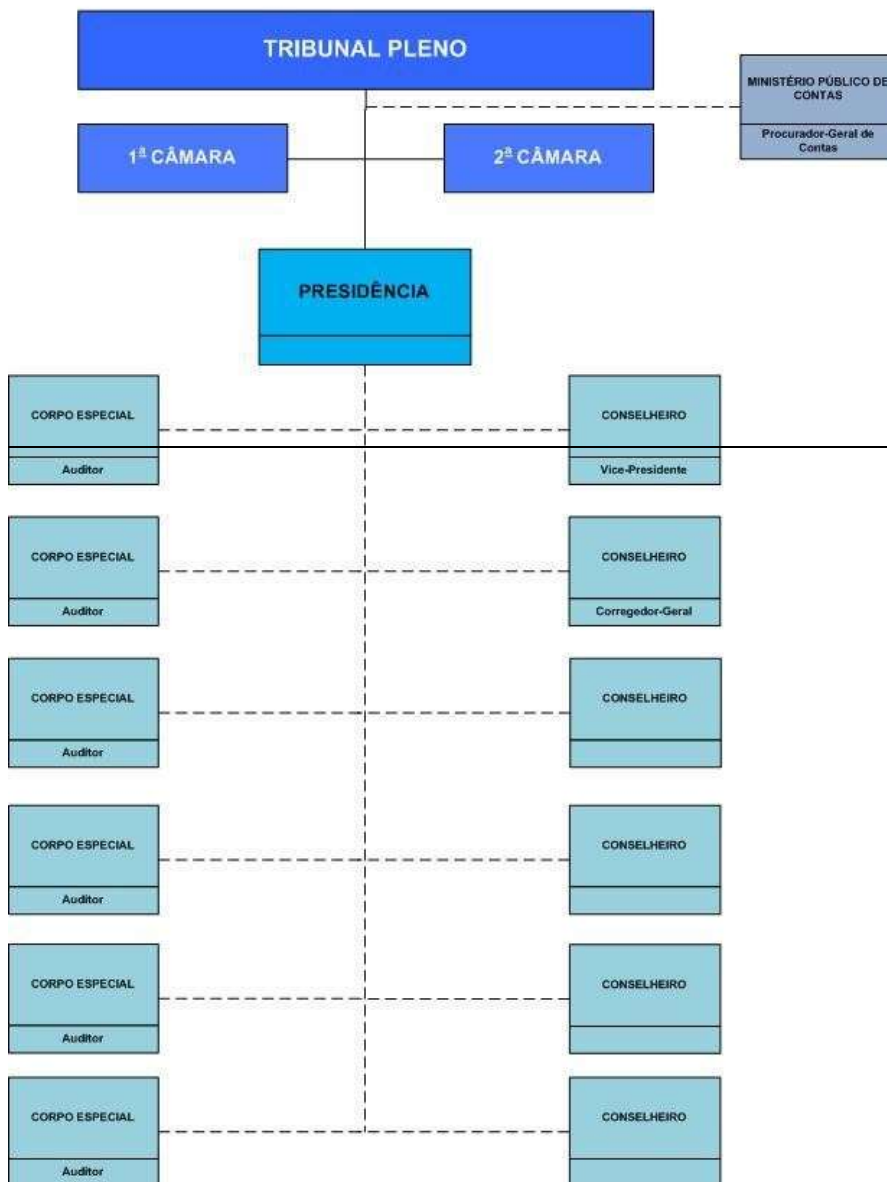 TRIBUNAL PLENO
MINISTÉRIO PÚBLICO DE
CONTAS
Procurador-Geral de
Contas
1ª CÂMARA
2ª CÂMARA
PRESIDÊNCIA
CORPO ESPECIAL
Auditor
CONSELHEIRO
Vice-Presidente
CORPO ESPECIAL
Auditor
CONSELHEIRO
Corregedor-Geral
CORPO ESPECIAL
Auditor
CONSELHEIRO
CORPO ESPECIAL
Auditor
CONSELHEIRO
CORPO ESPECIAL
Auditor
CONSELHEIRO
CORPO ESPECIAL
Auditor
CONSELHEIRO